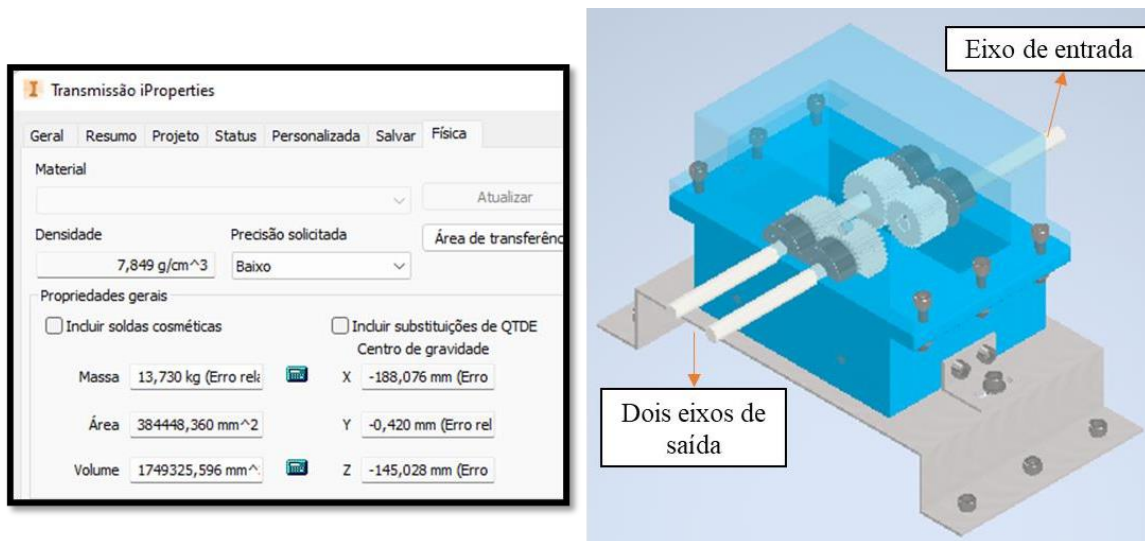 Transmissão iProperties
Geral Resumo Projeto Status Personalizada Salvar Física
Material
Atualizar
Densidade
Precisão solicitada
Área de transferênc
7,849 g/cm^3
Baixo
Propriedades gerais
Incluir soldas cosméticas
Incluir substituições de QTDE
Centro de gravidade
Massa 13,730 kg (Erro rela
X -188,076 mm (Erro
Área 384448,360 mm^2
Y -0,420 mm (Erro rel
Volume 1749325,596 mm^
Z -145,028 mm (Erro
Eixo de entrada
Dois eixos de
saída